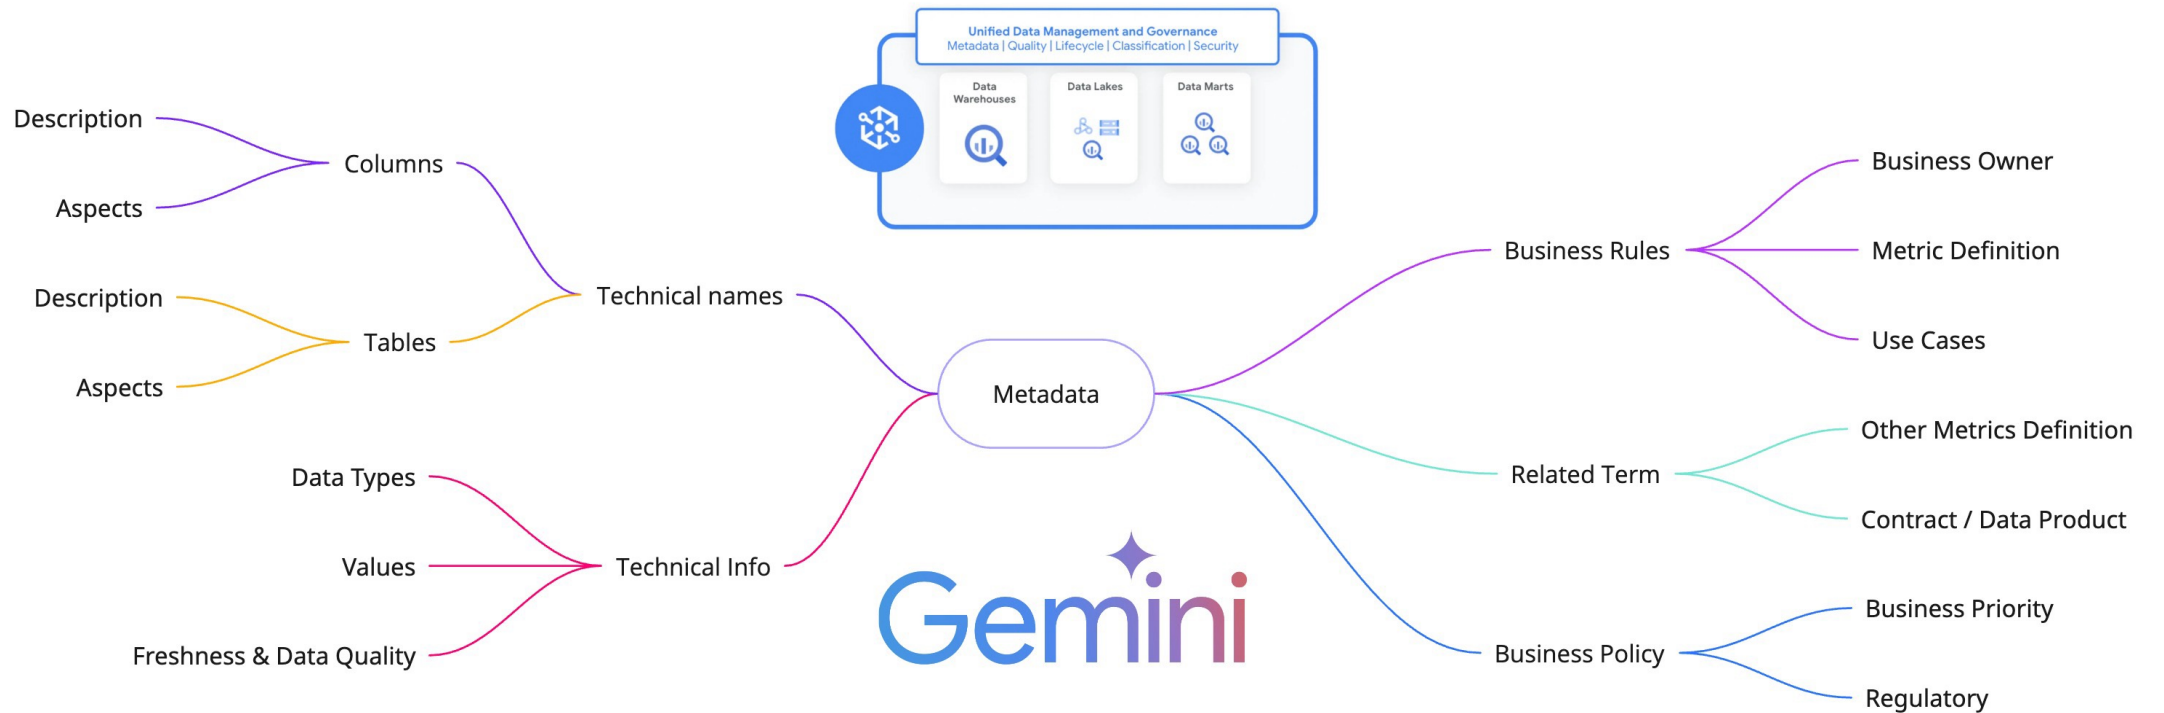 Unified Data Management and Governance
Metadata | Quality | Lifecycle | Classification | Security
Data
Warehouses
Data Lakes
Data Marts
Description
Columns
Aspects
Description
Technical names
Tables
Aspects
Data Types
Values
Technical Info
Freshness & Data Quality
Metadata
Gemini
Business Owner
Business Rules
Metric Definition
Use Cases
Other Metrics Definition
Related Term
Contract / Data Product
Business Priority
Business Policy
Regulatory